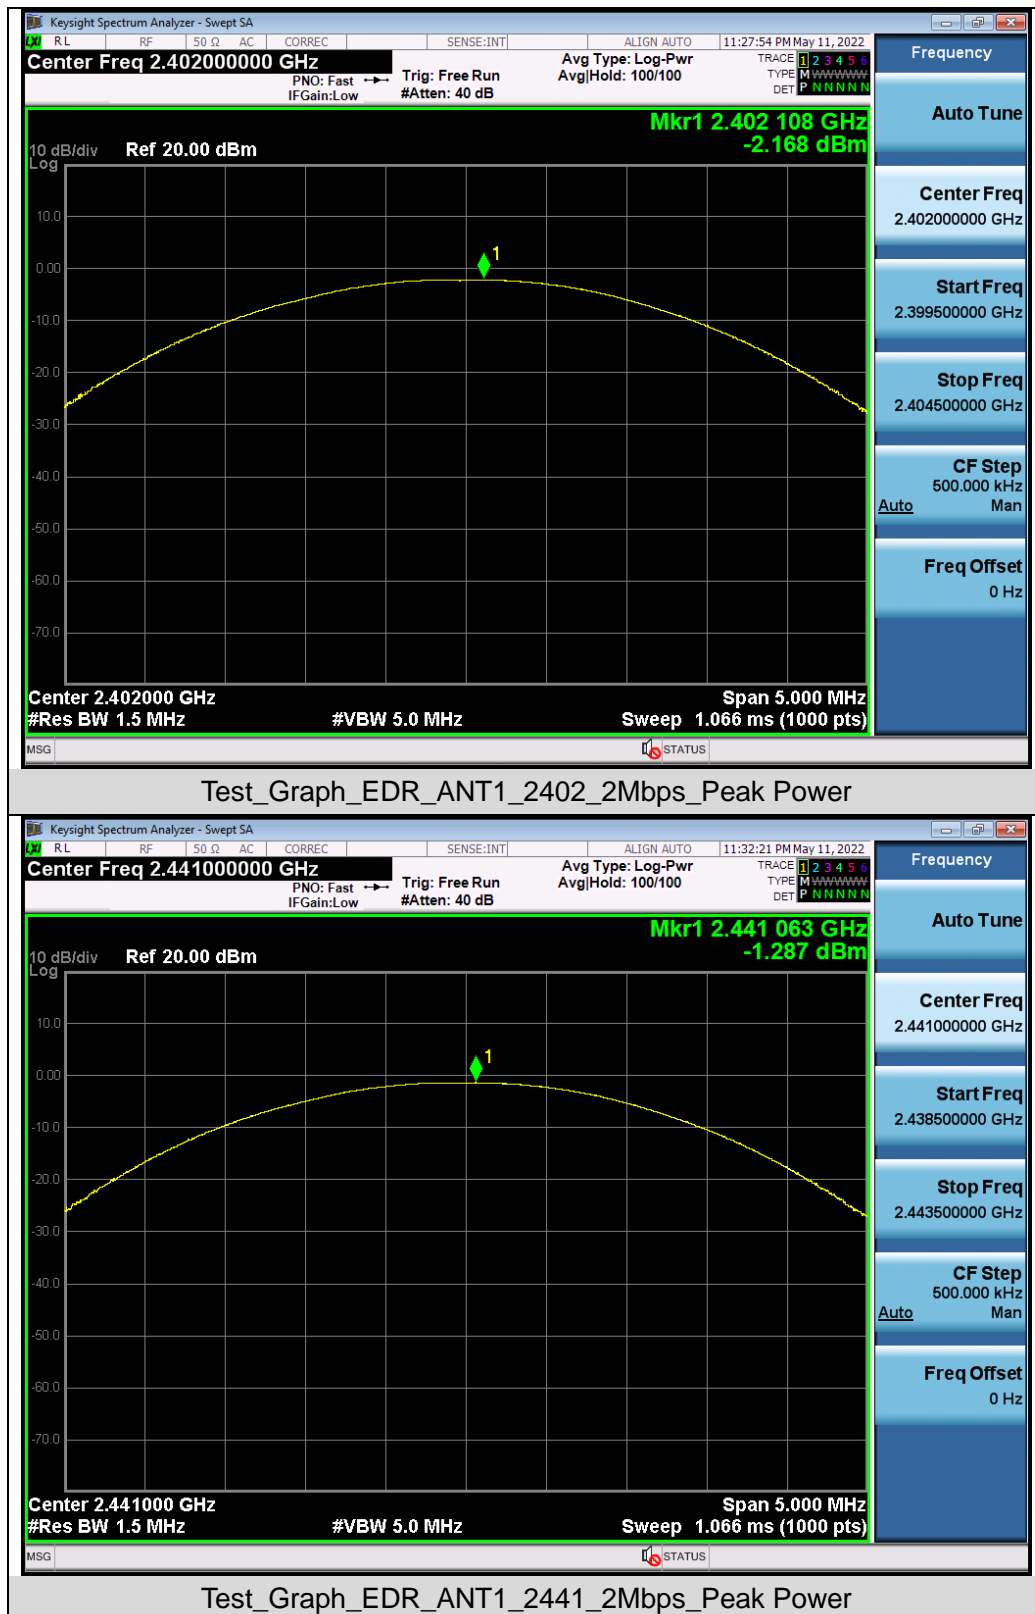 Keysight Spectrum Analyzer - Swept SA
LXI RL RF 50 Ω AC CORREC SENSE:INT ALIGN AUTO 11:27:54 PM May 11, 2022
Center Freq 2.402000000 GHz
PNO: Fast
IFGain:Low
Trig: Free Run
#Atten: 40 dB
Avg Type: Log-Pwr
Avg|Hold: 100/100
TRACE 1 2 3 4 5 6
TYPE M WWWWW
DET P N N N N N
Frequency
Mkr1 2.402 108 GHz
-2.168 dBm
10 dB/div Ref 20.00 dBm
Log
10.0
0.00
-10.0
-20.0
-30.0
-40.0
-50.0
-60.0
-70.0
1
Auto Tune
Center Freq
2.402000000 GHz
Start Freq
2.399500000 GHz
Stop Freq
2.404500000 GHz
CF Step
500.000 kHz
Auto Man
Freq Offset
0 Hz
Center 2.402000 GHz Span 5.000 MHz
#Res BW 1.5 MHz #VBW 5.0 MHz Sweep 1.066 ms (1000 pts)
MSG STATUS
Test_Graph_EDR_ANT1_2402_2Mbps_Peak Power
Keysight Spectrum Analyzer - Swept SA
LXI RL RF 50 Ω AC CORREC SENSE:INT ALIGN AUTO 11:32:21 PM May 11, 2022
Center Freq 2.441000000 GHz
PNO: Fast
IFGain:Low
Trig: Free Run
#Atten: 40 dB
Avg Type: Log-Pwr
Avg|Hold: 100/100
TRACE 1 2 3 4 5 6
TYPE M WWWWW
DET P N N N N N
Frequency
Mkr1 2.441 063 GHz
-1.287 dBm
10 dB/div Ref 20.00 dBm
Log
10.0
0.00
-10.0
-20.0
-30.0
-40.0
-50.0
-60.0
-70.0
1
Auto Tune
Center Freq
2.441000000 GHz
Start Freq
2.438500000 GHz
Stop Freq
2.443500000 GHz
CF Step
500.000 kHz
Auto Man
Freq Offset
0 Hz
Center 2.441000 GHz Span 5.000 MHz
#Res BW 1.5 MHz #VBW 5.0 MHz Sweep 1.066 ms (1000 pts)
MSG STATUS
Test_Graph_EDR_ANT1_2441_2Mbps_Peak Power